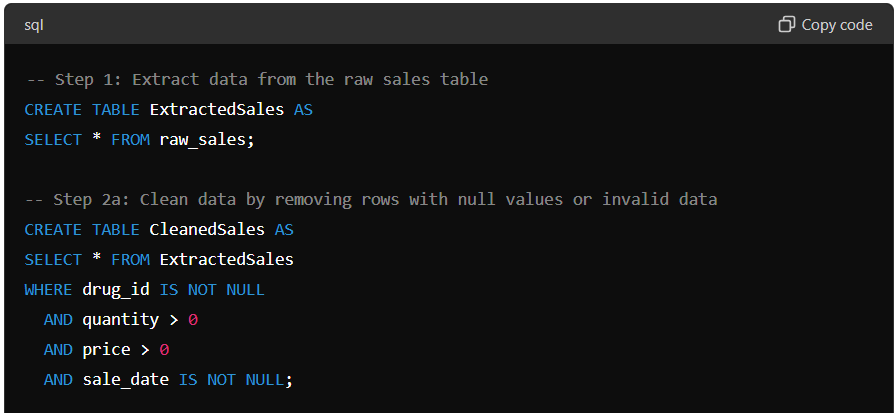 sql
Copy code
-- Step 1: Extract data from the raw sales table
CREATE TABLE ExtractedSales AS
SELECT * FROM raw_sales;
-- Step 2a: Clean data by removing rows with null values or invalid data
CREATE TABLE CleanedSales AS
SELECT * FROM ExtractedSales
WHERE drug_id IS NOT NULL
  AND quantity > 0
  AND price > 0
  AND sale_date IS NOT NULL;